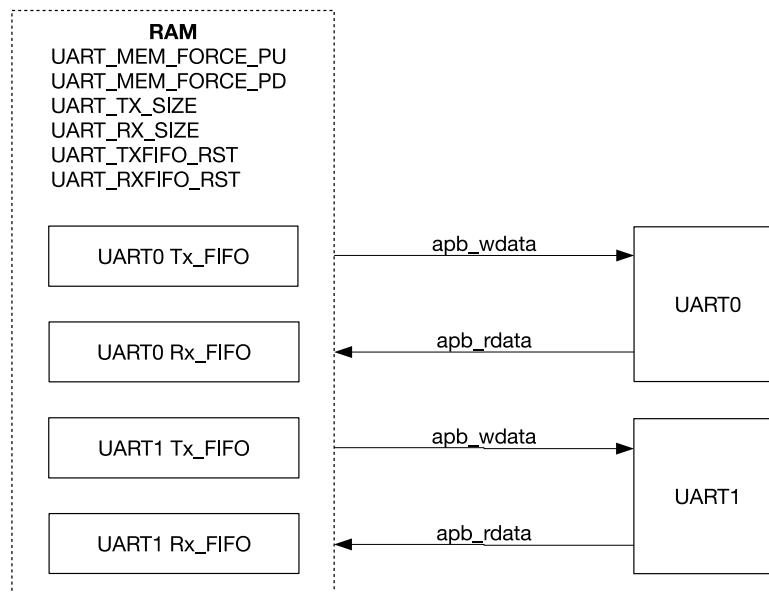 RAM
UART_MEM_FORCE_PU
UART_MEM_FORCE_PD
UART_TX_SIZE
UART_RX_SIZE
UART_TXFIFO_RST
UART_RXFIFO_RST
UART0 Tx_FIFO
apb_wdata
UART0
UART0 Rx_FIFO
apb_rdata
UART1 Tx_FIFO
apb_wdata
UART1
UART1 Rx_FIFO
apb_rdata